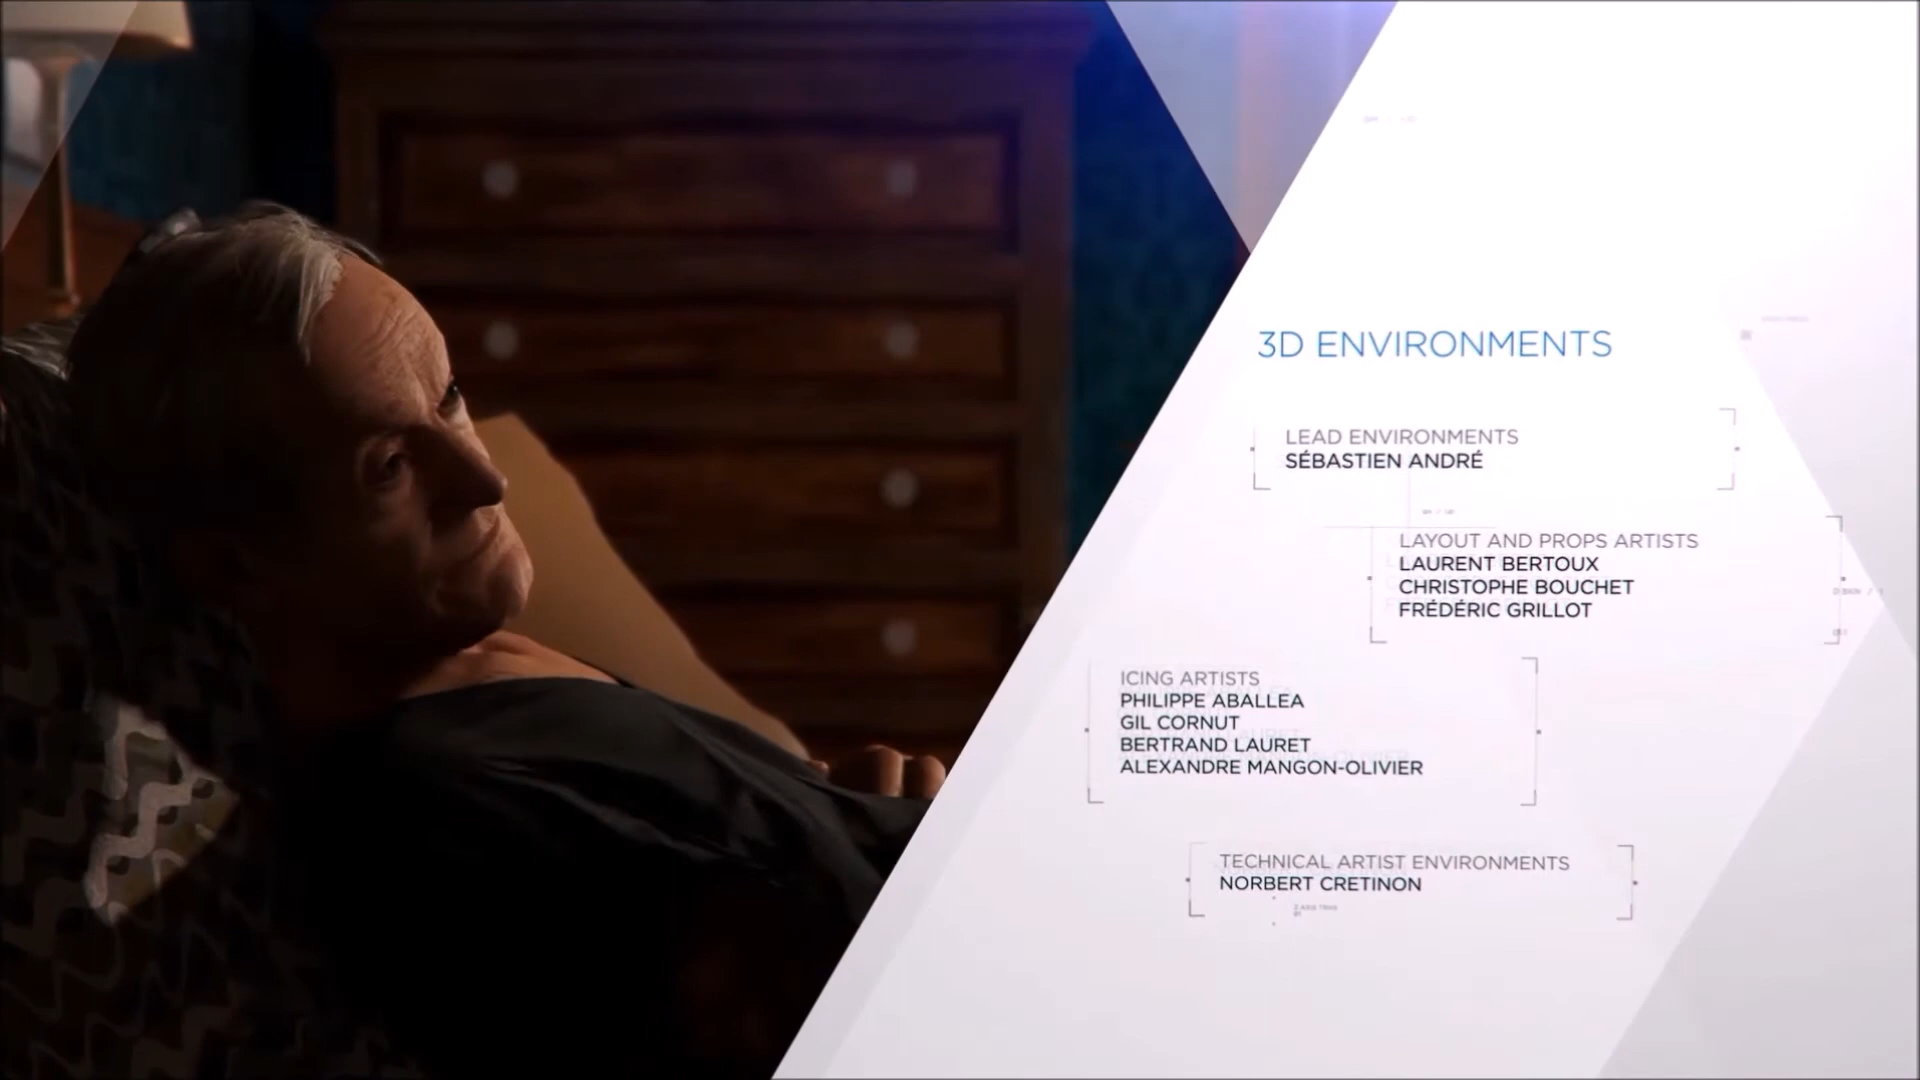 3D ENVIRONMENTS
LEAD ENVIRONMENTS
SÉBASTIEN ANDRÉ
LAYOUT AND PROPS ARTISTS
LAURENT BERTOUX
CHRISTOPHE BOUCHET
FRÉDÉRIC GRILLOT
ICING ARTISTS
PHILIPPE ABALLEA
GIL CORNUT
BERTRAND LAURET
ALEXANDRE MANGON-OLIVIER
TECHNICAL ARTIST ENVIRONMENTS
NORBERT CRETINON